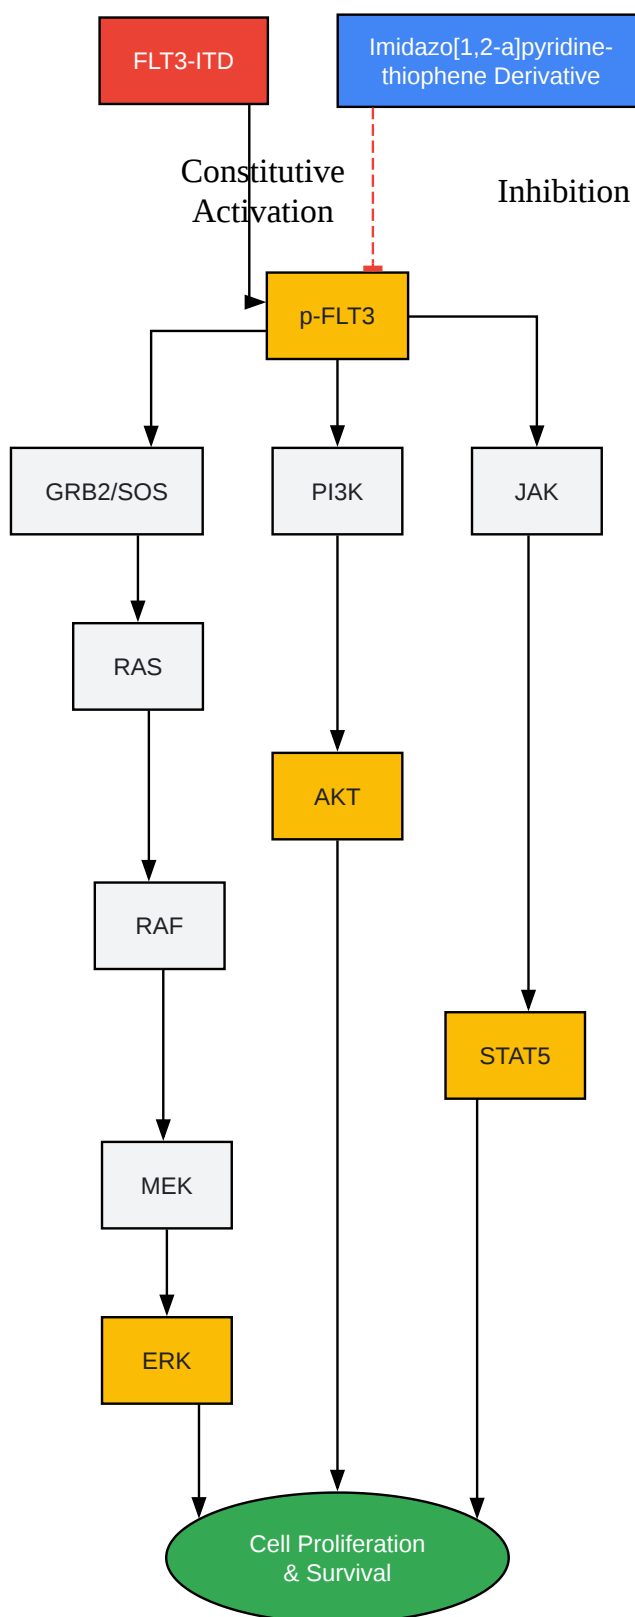 FLT3-ITD
Imidazo[1,2-a]pyridine-
thiophene Derivative
Constitutive
Activation
Inhibition
p-FLT3
GRB2/SOS
PI3K
JAK
RAS
AKT
RAF
STAT5
MEK
ERK
Cell Proliferation
& Survival